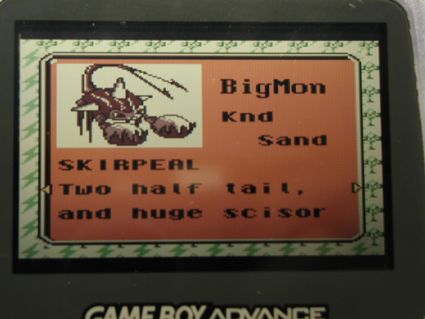 BigMon
Knd
Sand
SKIRPEAL
Two half tail,
and huge scisor
GAME BOY ADVANCE